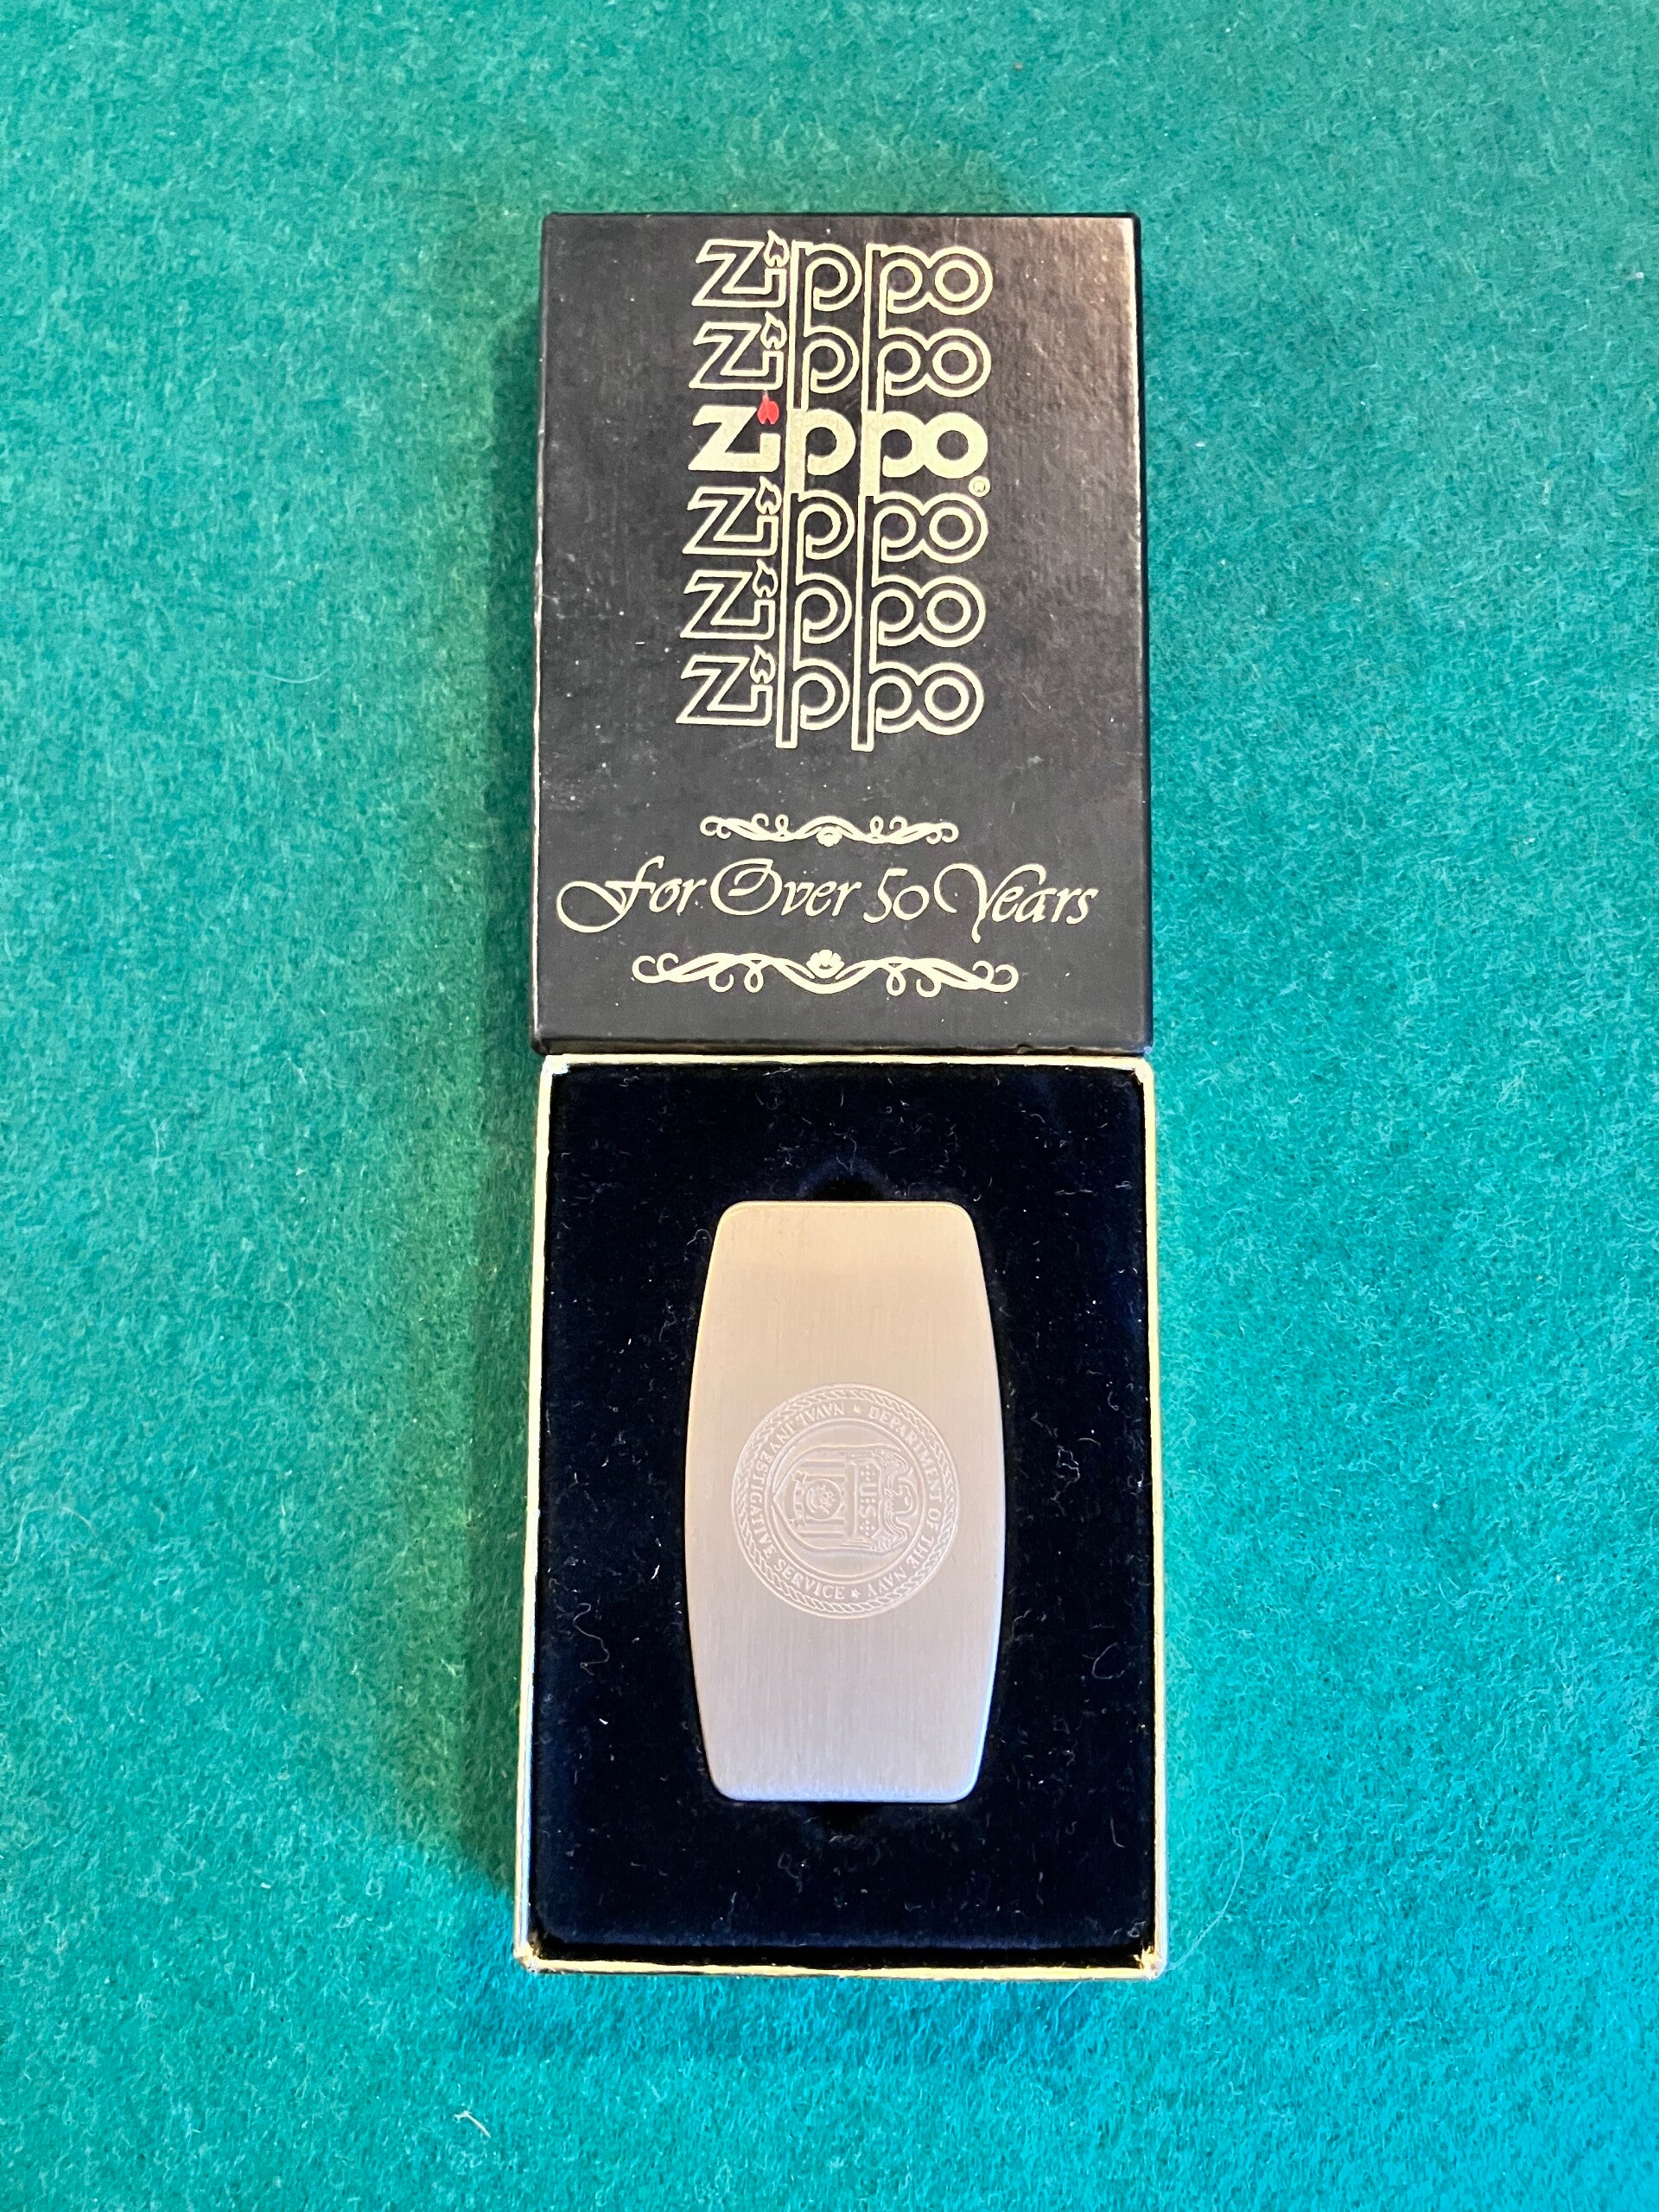 Zippo
Zippo
Zippo®
Zippo
Zippo
Zippo
For Over 50 Years
DEPARTMENT OF THE NAVY
NAVAL INVESTIGATIVE SERVICE
U.S.